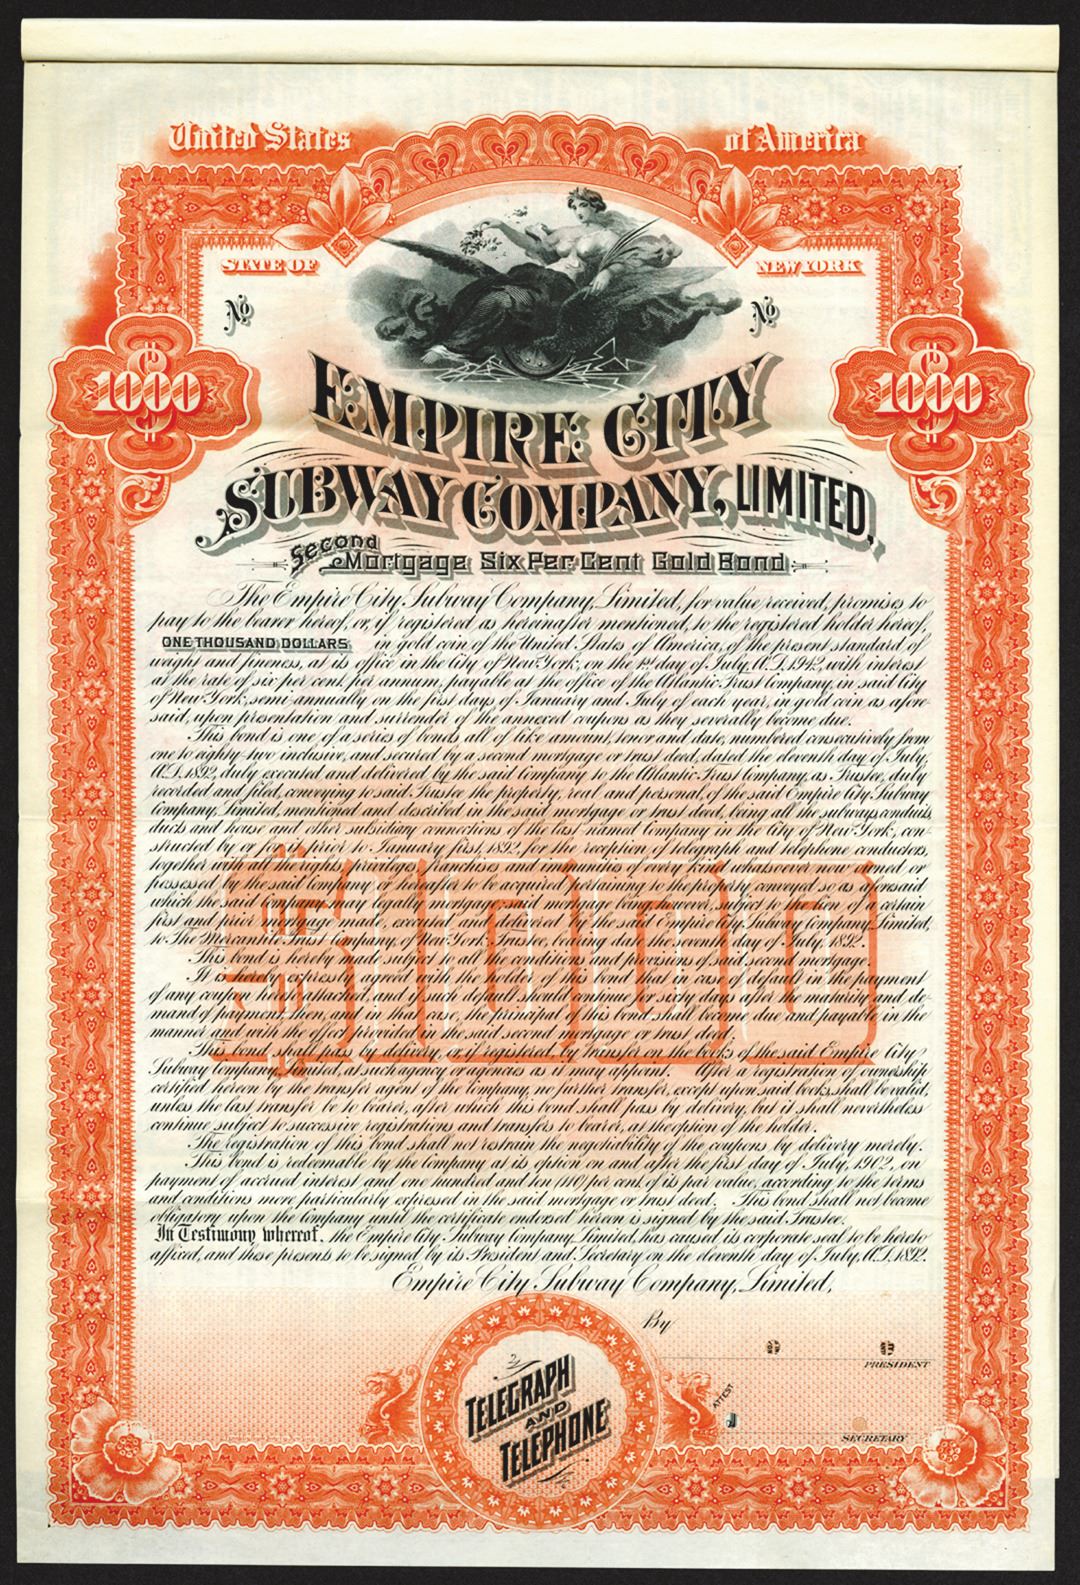 United States of America
STATE OF NEW YORK
No No
$ 1000 $ $ 1000 $
EMPIRE CITY
SUBWAY COMPANY, LIMITED,
Second
Mortgage Six Per Cent Gold Bond
The Empire City Subway Company, Limited, for value received, promises to
pay to the bearer hereof, or, if registered as hereinafter mentioned, to the registered holder hereof,
ONE THOUSAND DOLLARS in gold coin of the United States of America, of the present standard of
weight and fineness, at its office in the City of New York, on the 1st day of July, A.D. 1942, with interest
at the rate of six per cent. per annum, payable at the office of the Atlantic Trust Company, in said City
of New York, semi-annually on the first days of January and July of each year, in gold coin as afore-
said, upon presentation and surrender of the annexed coupons as they severally become due.
This bond is one of a series of bonds all of like amount, tenor and date, numbered consecutively from
one to eighty-two inclusive, and secured by a second mortgage or trust deed, dated the eleventh day of July,
A.D. 1892, duly executed and delivered by the said Company to the Atlantic Trust Company, as Trustee, duly
recorded and filed, conveying to said Trustee the property, real and personal, of the said Empire City Subway
Company, Limited, mentioned and described in the said mortgage or trust deed, being all the subways, conduits,
ducts and house and other subsidiary connections of the last named Company in the City of New York, con-
structed by or for it prior to January first, 1892, for the reception of telegraph and telephone conductors,
together with all the rights, privileges, franchises and immunities of every kind whatsoever now owned or
possessed by the said Company or hereafter to be acquired pertaining to the property conveyed so as aforesaid
which the said Company may legally mortgage, said mortgage being, however, subject to the lien of a certain
first and prior mortgage made, executed and delivered by the said Empire City Subway Company, Limited,
to The Mercantile Trust Company, of New York, Trustee, bearing date the seventh day of July, 1892.
This bond is hereby made subject to all the conditions and provisions of said second mortgage.
It is hereby expressly agreed with the holder of this bond that in case of default in the payment
of any coupon hereto attached, and if such default should continue for sixty days after the maturity and de-
mand of payment, then, and in that case, the principal of this bond shall become due and payable, in the
manner and with the effect provided in the said second mortgage or trust deed.
This bond shall pass by delivery, or if registered, by transfer on the books of the said Empire City
Subway Company, Limited, at such agency or agencies as it may appoint. After a registration of ownership
certified hereon by the transfer agent of the Company, no further transfer, except upon said books, shall be valid,
unless the last transfer be to bearer, after which this bond shall pass by delivery, but it shall nevertheless
continue subject to successive registrations and transfers to bearer, at the option of the holder.
The registration of this bond shall not restrain the negotiability of the coupons by delivery merely.
This bond is redeemable by the Company at its option on and after the first day of July, 1902, on
payment of accrued interest and one hundred and ten (110) per cent. of its par value, according to the terms
and conditions more particularly expressed in the said mortgage or trust deed. This bond shall not become
obligatory upon the Company until the certificate endorsed hereon is signed by the said Trustee.
In Testimony whereof, the Empire City Subway Company, Limited, has caused its corporate seal to be hereto
affixed, and these presents to be signed by its President and Secretary on the eleventh day of July, A.D. 1892.
Empire City Subway Company, Limited,
$1000
By
PRESIDENT
ATTEST
SECRETARY
TELEGRAPH
AND
TELEPHONE